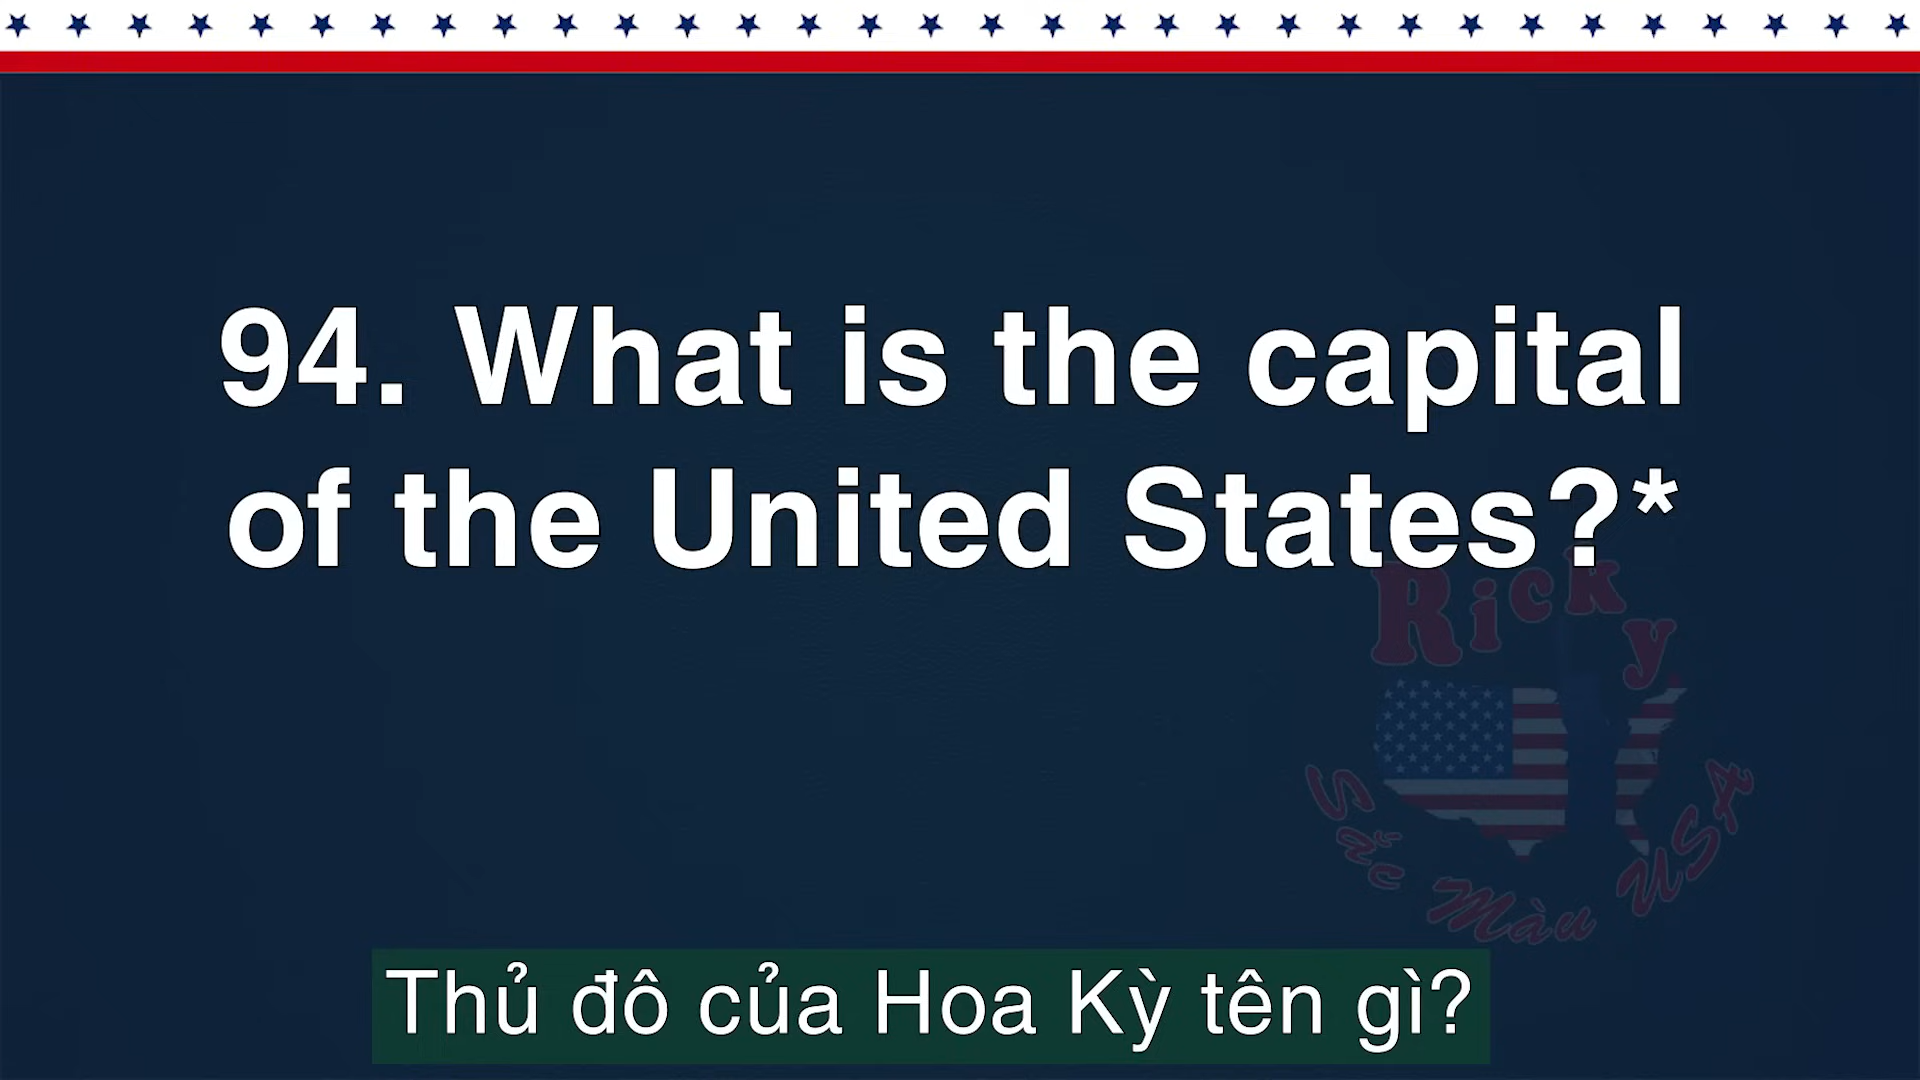 94. What is the capital
of the United States?*
Ricky
Sắc Màu USA
Thủ đô của Hoa Kỳ tên gì?